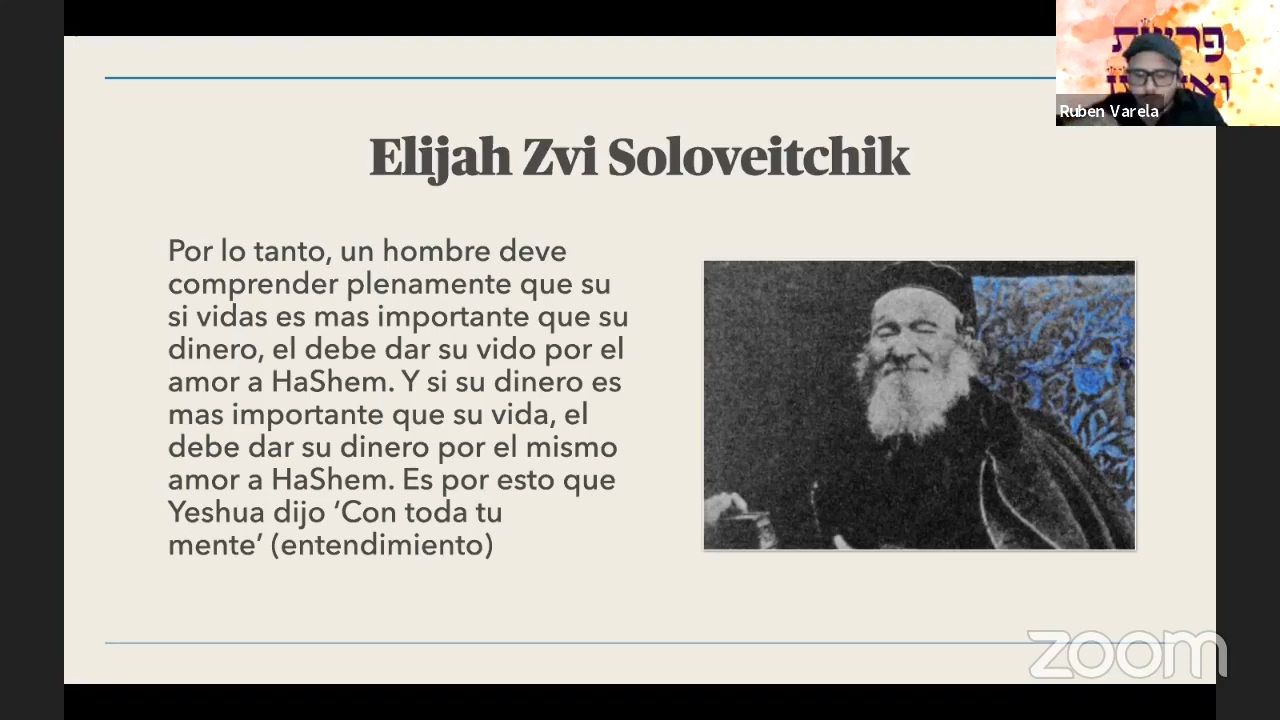 פרשת
Ruben Varela
Elijah Zvi Soloveitchik
Por lo tanto, un hombre deve
comprender plenamente que su
si vidas es mas importante que su
dinero, el debe dar su vido por el
amor a HaShem. Y si su dinero es
mas importante que su vida, el
debe dar su dinero por el mismo
amor a HaShem. Es por esto que
Yeshua dijo ‘Con toda tu
mente’ (entendimiento)
zoom